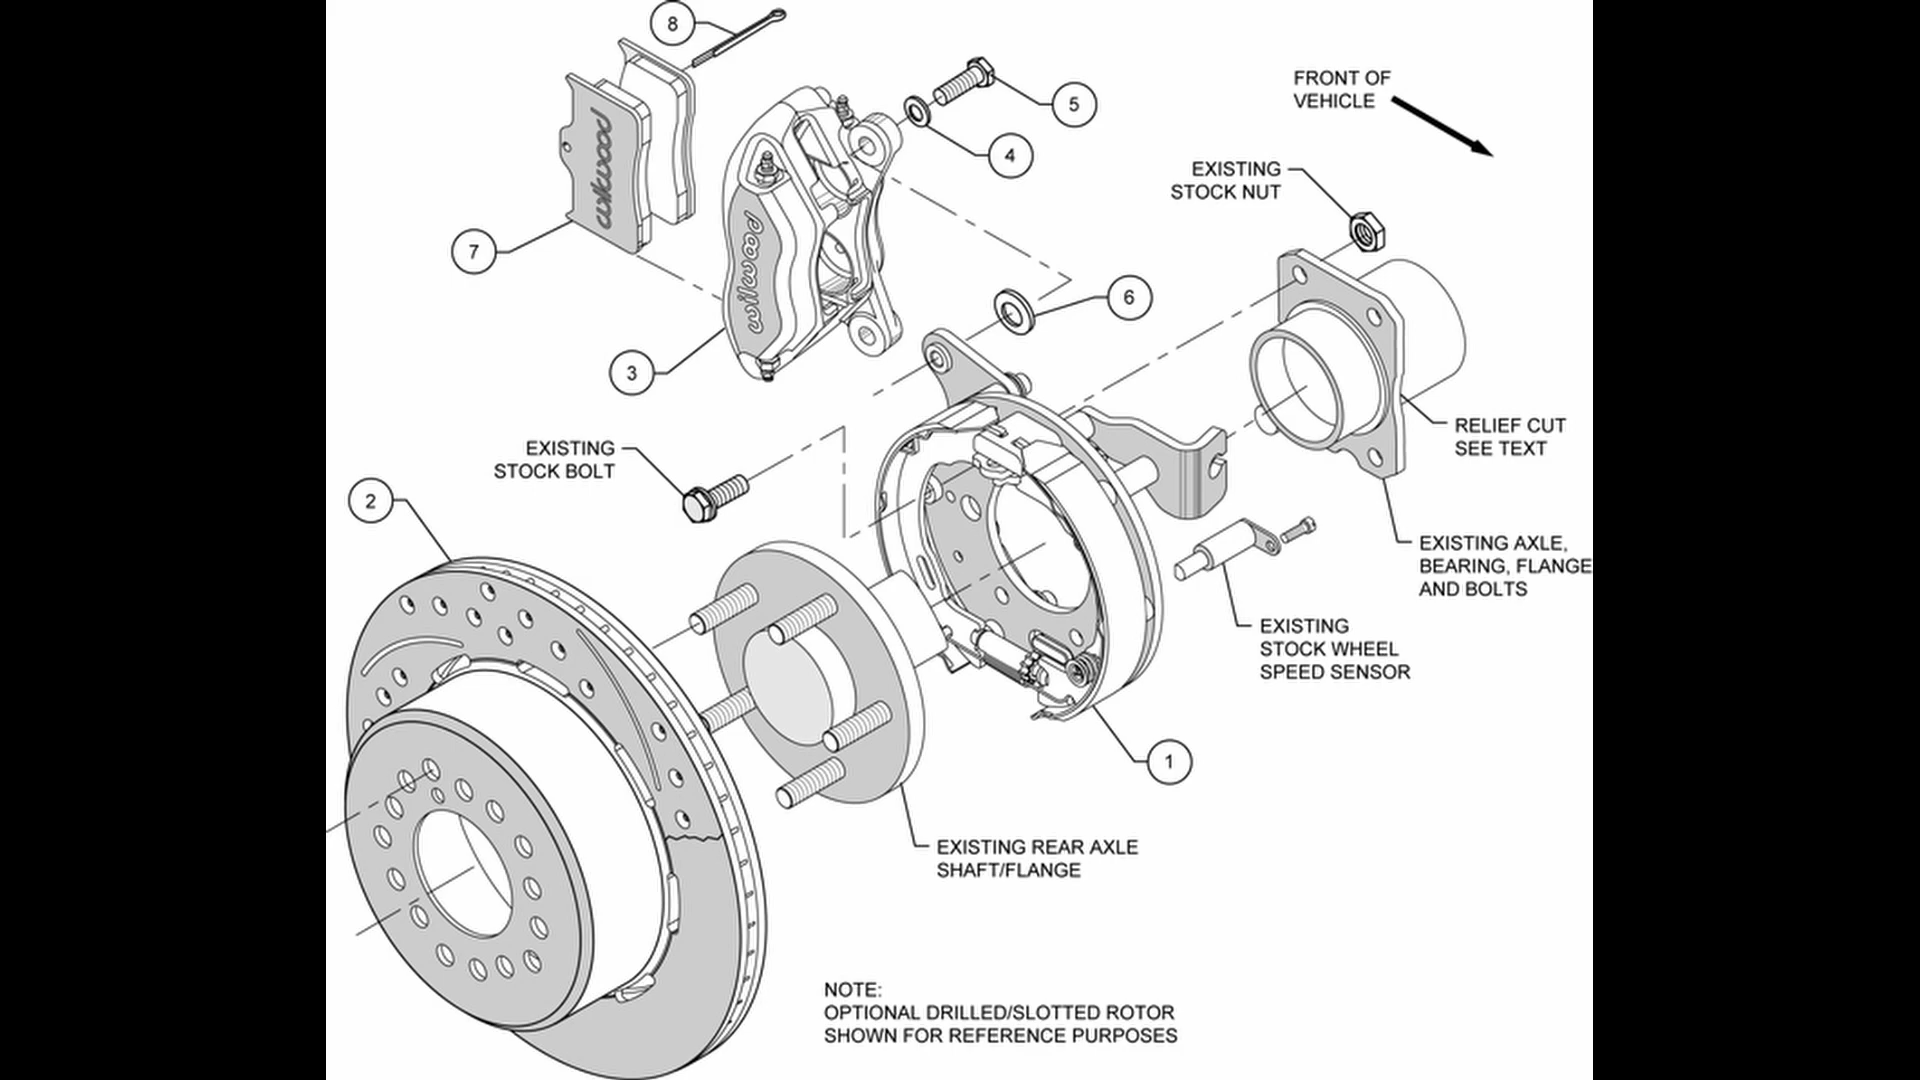 8
5
4
FRONT OF
VEHICLE
EXISTING
STOCK NUT
wilwood
7
wilwood
6
3
RELIEF CUT
SEE TEXT
EXISTING
STOCK BOLT
2
EXISTING AXLE,
BEARING, FLANGE
AND BOLTS
EXISTING
STOCK WHEEL
SPEED SENSOR
1
EXISTING REAR AXLE
SHAFT/FLANGE
NOTE:
OPTIONAL DRILLED/SLOTTED ROTOR
SHOWN FOR REFERENCE PURPOSES